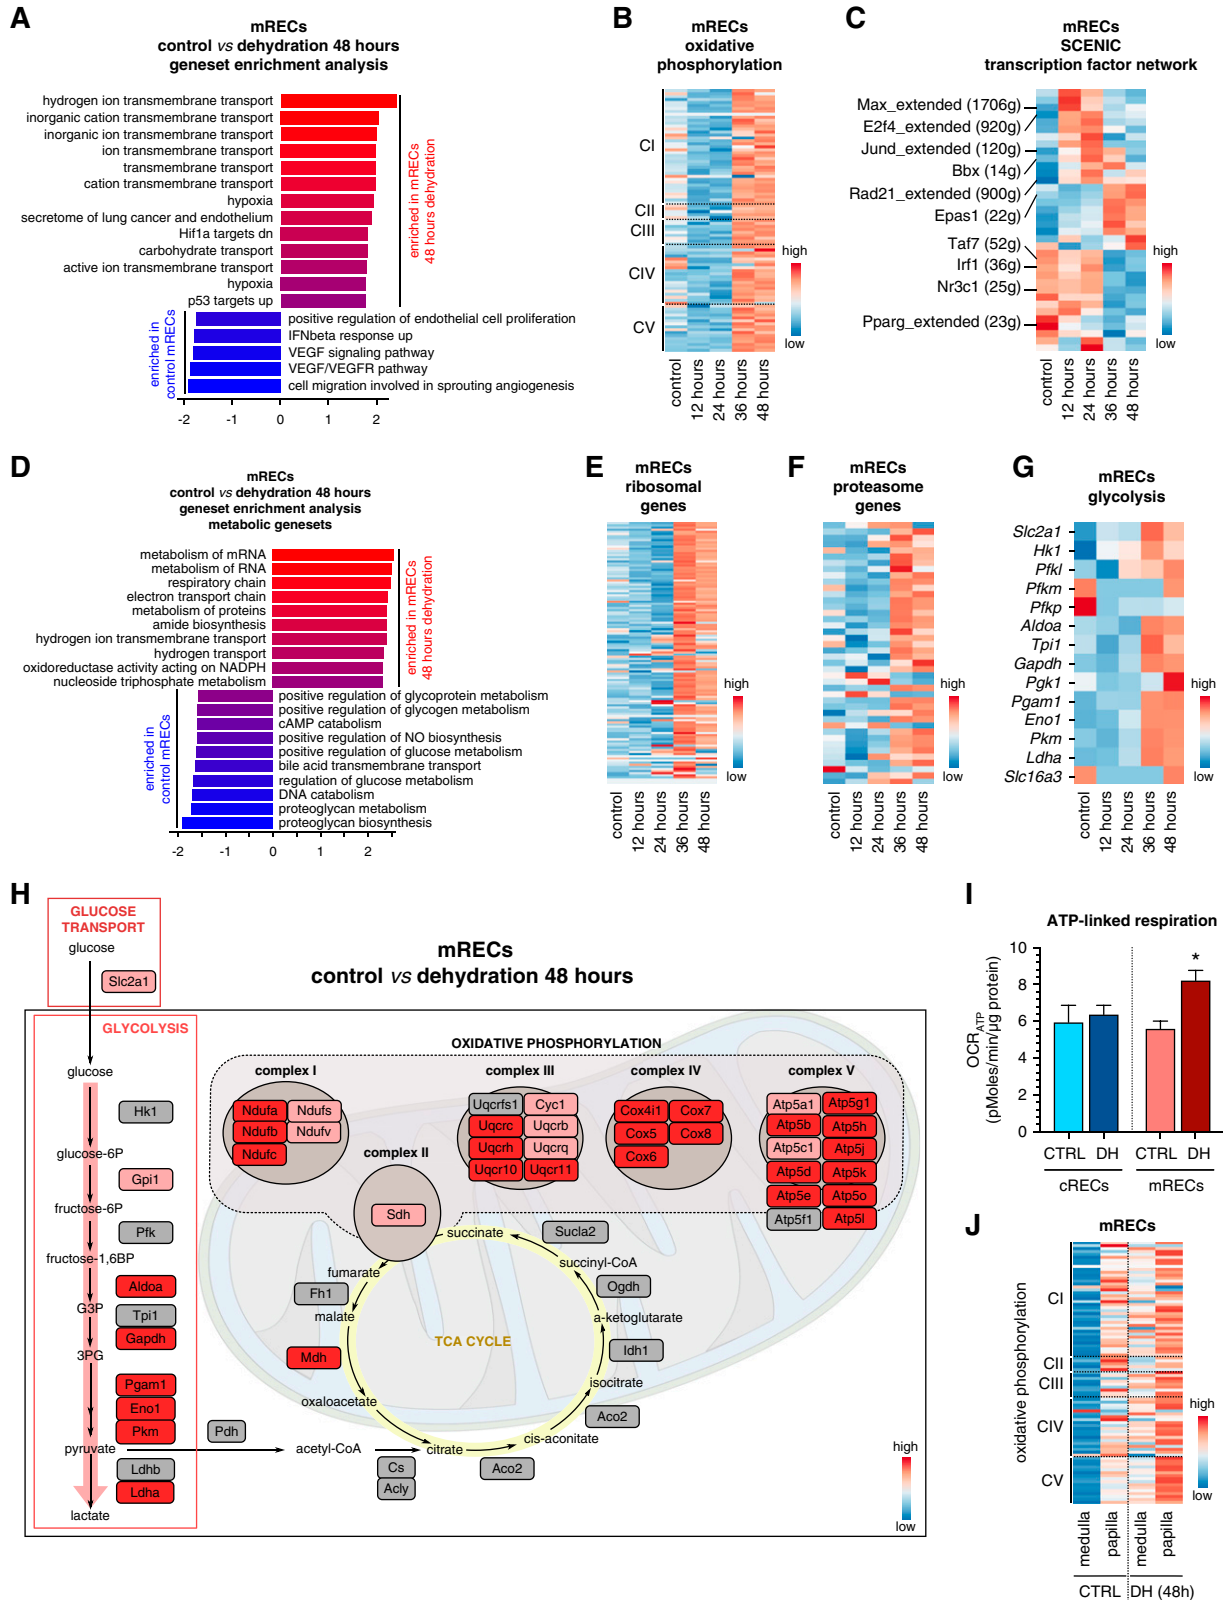 A
mRECs
control vs dehydration 48 hours
geneset enrichment analysis
hydrogen ion transmembrane transport
inorganic cation transmembrane transport
inorganic ion transmembrane transport
ion transmembrane transport
transmembrane transport
cation transmembrane transport
hypoxia
secretome of lung cancer and endothelium
Hif1a targets dn
carbohydrate transport
active ion transmembrane transport
hypoxia
p53 targets up
enriched in mRECs
48 hours dehydration
positive regulation of endothelial cell proliferation
IFNbeta response up
VEGF signaling pathway
VEGF/VEGFR pathway
cell migration involved in sprouting angiogenesis
enriched in
control mRECs
-2 -1 0 1 2
B
mRECs
oxidative
phosphorylation
CI
CII
CIII
CIV
CV
high
low
control
12 hours
24 hours
36 hours
48 hours
C
mRECs
SCENIC
transcription factor network
Max_extended (1706g)
E2f4_extended (920g)
Jund_extended (120g)
Bbx (14g)
Rad21_extended (900g)
Epas1 (22g)
Taf7 (52g)
Irf1 (36g)
Nr3c1 (25g)
Pparg_extended (23g)
high
low
control
12 hours
24 hours
36 hours
48 hours
D
mRECs
control vs dehydration 48 hours
geneset enrichment analysis
metabolic genesets
metabolism of mRNA
metabolism of RNA
respiratory chain
electron transport chain
metabolism of proteins
amide biosynthesis
hydrogen ion transmembrane transport
hydrogen transport
oxidoreductase activity acting on NADPH
nucleoside triphosphate metabolism
enriched in mRECs
48 hours dehydration
positive regulation of glycoprotein metabolism
positive regulation of glycogen metabolism
cAMP catabolism
positive regulation of NO biosynthesis
positive regulation of glucose metabolism
bile acid transmembrane transport
regulation of glucose metabolism
DNA catabolism
proteoglycan metabolism
proteoglycan biosynthesis
enriched in
control mRECs
-2 -1 0 1 2
E
mRECs
ribosomal
genes
high
low
control
12 hours
24 hours
36 hours
48 hours
F
mRECs
proteasome
genes
high
low
control
12 hours
24 hours
36 hours
48 hours
G
mRECs
glycolysis
Slc2a1
Hk1
Pfkl
Pfkm
Pfkp
Aldoa
Tpi1
Gapdh
Pgk1
Pgam1
Eno1
Pkm
Ldha
Slc16a3
high
low
control
12 hours
24 hours
36 hours
48 hours
H
mRECs
control vs dehydration 48 hours
GLUCOSE
TRANSPORT
glucose
Slc2a1
GLYCOLYSIS
glucose
Hk1
glucose-6P
Gpi1
fructose-6P
Pfk
fructose-1,6BP
Aldoa
G3P
Tpi1
Gapdh
3PG
Pgam1
Eno1
Pkm
pyruvate
Ldhb
Ldha
lactate
Pdh
acetyl-CoA
OXIDATIVE PHOSPHORYLATION
complex I
Ndufa Ndufs
Ndufb Ndufv
Ndufc
complex II
Sdh
complex III
Uqcrfs1 Cyc1
Uqcrc Uqcrb
Uqcrh Uqcrq
Uqcr10 Uqcr11
complex IV
Cox4i1 Cox7
Cox5 Cox8
Cox6
complex V
Atp5a1 Atp5g1
Atp5b Atp5h
Atp5c1 Atp5j
Atp5d Atp5k
Atp5e Atp5o
Atp5f1 Atp5l
TCA CYCLE
succinate
Sucla2
succinyl-CoA
Ogdh
a-ketoglutarate
Idh1
isocitrate
Aco2
cis-aconitate
Aco2
citrate
Cs
Acly
oxaloacetate
Mdh
malate
Fh1
fumarate
high
low
I
ATP-linked respiration
OCRATP
(pMoles/min/µg protein)
10
8
6
4
2
0
*
CTRL DH CTRL DH
cRECs mRECs
J
mRECs
oxidative phosphorylation
CI
CII
CIII
CIV
CV
high
low
medulla
papilla
medulla
papilla
CTRL DH (48h)